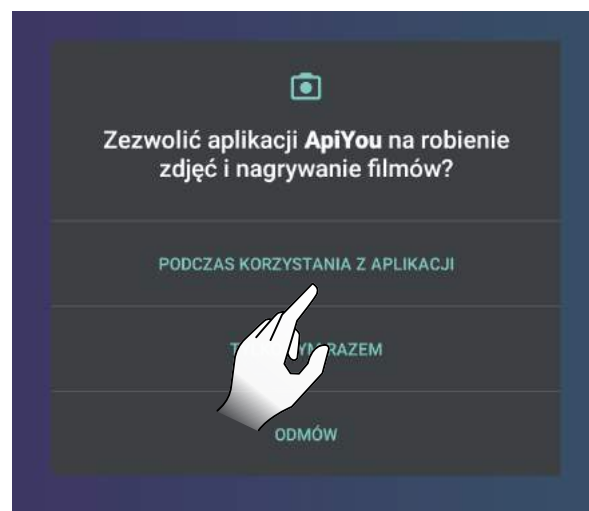 Zezwolić aplikacji ApiYou na robienie
zdjęć i nagrywanie filmów?
PODCZAS KORZYSTANIA Z APLIKACJI
RAZEM
ODMÓW